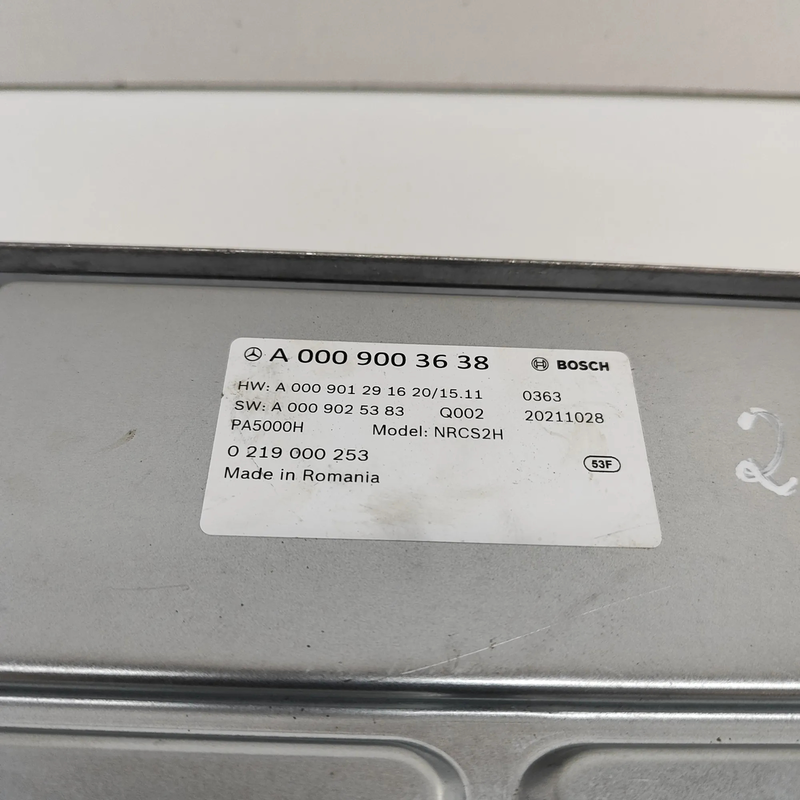 A 000 900 36 38 BOSCH
HW: A 000 901 29 16 20/15.11 0363
SW: A 000 902 53 83 Q002 20211028
PA5000H Model: NRCS2H
0 219 000 253 53F
Made in Romania
2